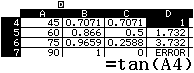 A B C D
4 45 0.7071 0.7071 1
5 60 0.866 0.5 1.732
6 75 0.9659 0.2588 3.732
7 90 1 0 ERROR
=tan(A4)